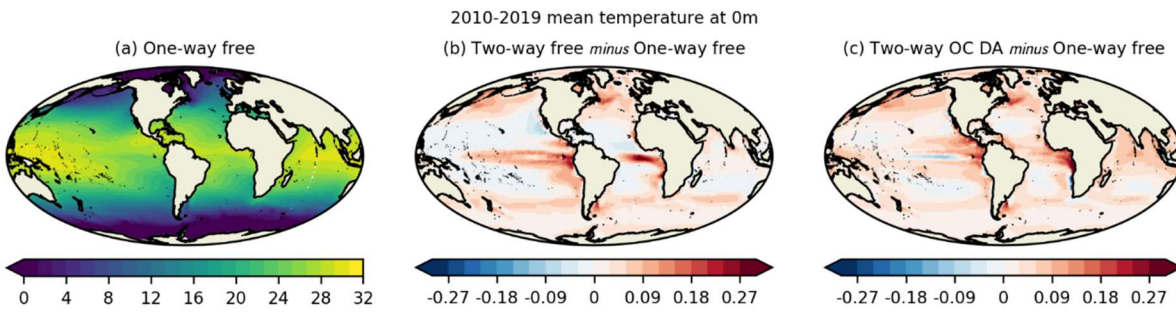 2010-2019 mean temperature at 0m
(a) One-way free
(b) Two-way free minus One-way free
(c) Two-way OC DA minus One-way free
0 4 8 12 16 20 24 28 32
-0.27 -0.18 -0.09 0 0.09 0.18 0.27
-0.27 -0.18 -0.09 0 0.09 0.18 0.27